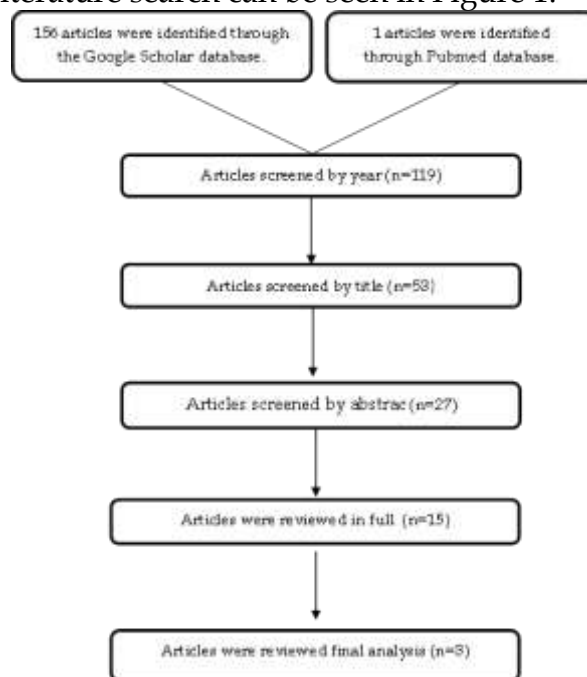 iterature search can be seen in Figure 1.
156 articles were identified through
the Google Scholar database.
1 articles were identified
through Pubmed database.
Articles screened by year (n=119)
Articles screened by title (n=53)
Articles screened by abstrac (n=27)
Articles were reviewed in full (n=15)
Articles were reviewed final analysis (n=3)